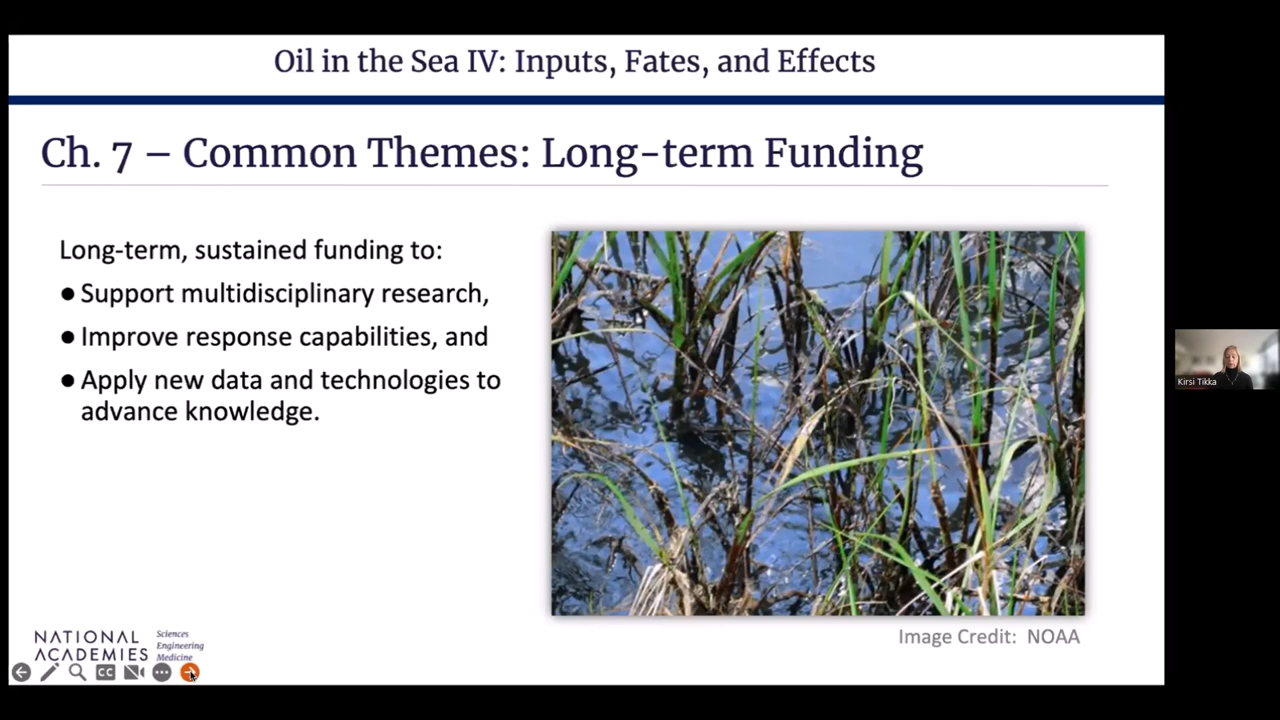 Oil in the Sea IV: Inputs, Fates, and Effects
Ch. 7 – Common Themes: Long-term Funding
Long-term, sustained funding to:
● Support multidisciplinary research,
● Improve response capabilities, and
● Apply new data and technologies to
advance knowledge.
Image Credit: NOAA
Kirsi Tikka
NATIONAL
ACADEMIES
Sciences
Engineering
Medicine
CC